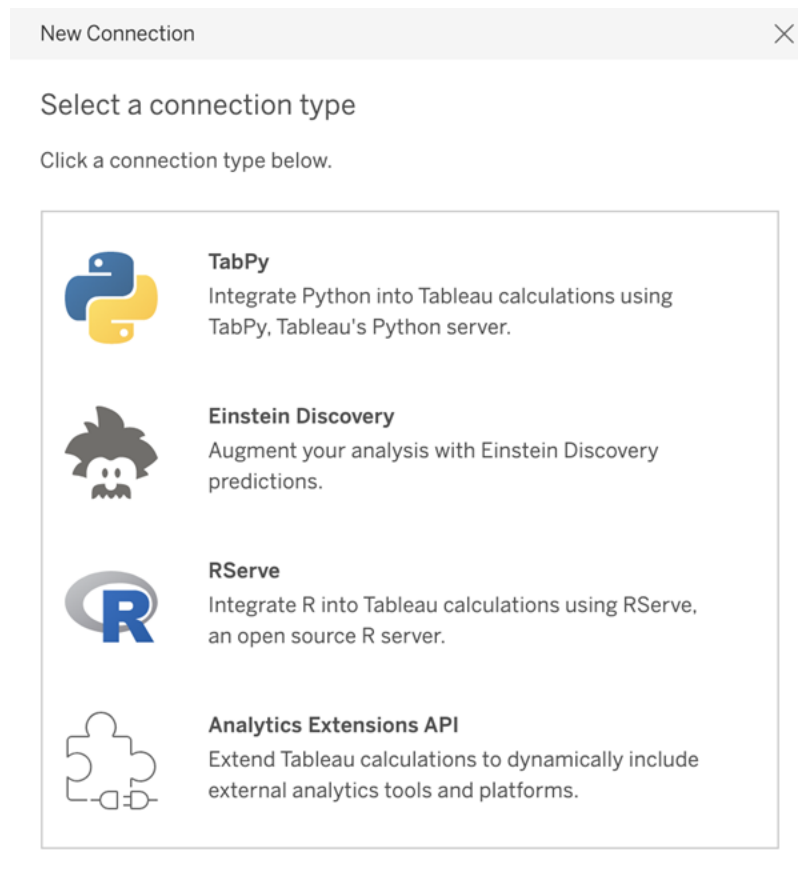 New Connection
Select a connection type
Click a connection type below.
TabPy
Integrate Python into Tableau calculations using
TabPy, Tableau's Python server.
Einstein Discovery
Augment your analysis with Einstein Discovery
predictions.
R
RServe
Integrate R into Tableau calculations using RServe,
an open source R server.
Analytics Extensions API
Extend Tableau calculations to dynamically include
external analytics tools and platforms.